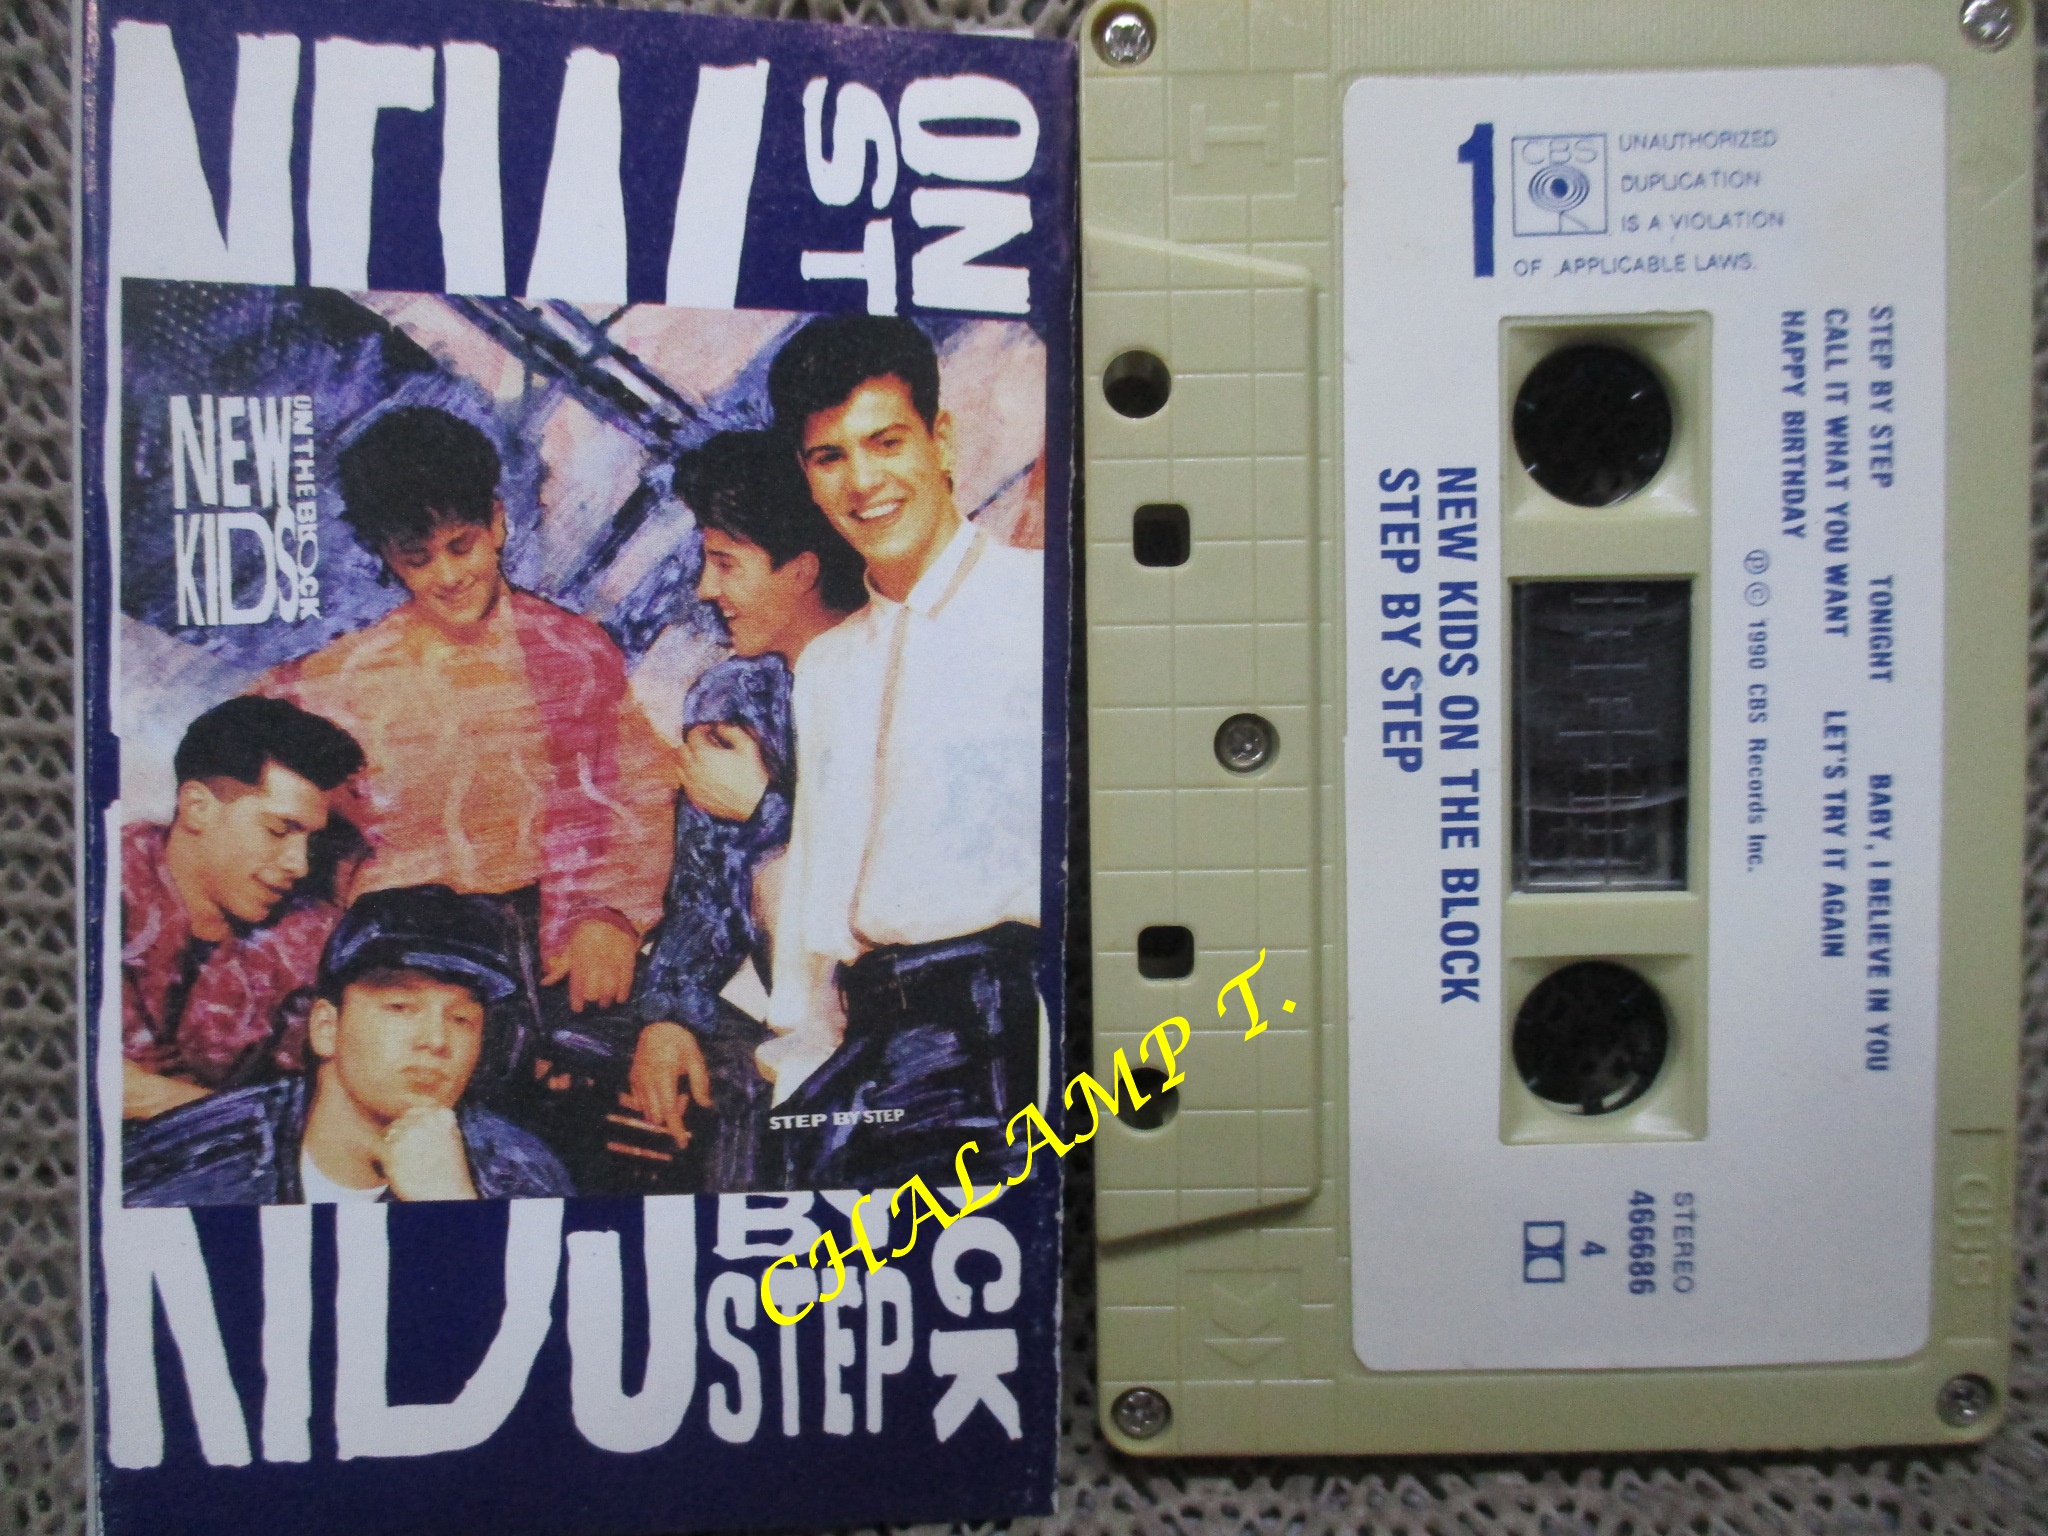 NEW
ON
ST
NEW
KIDS
ON THE BLOCK
STEP BY STEP
KIDS
BY
STEP
OCK
CHALAMP T.
1
CBS
UNAUTHORIZED
DUPLICATION
IS A VIOLATION
OF APPLICABLE LAWS.
STEP BY STEP TONIGHT BABY, I BELIEVE IN YOU
CALL IT WHAT YOU WANT LET'S TRY IT AGAIN
HAPPY BIRTHDAY
℗© 1990 CBS Records Inc.
NEW KIDS ON THE BLOCK
STEP BY STEP
STEREO
466686
4
CBS